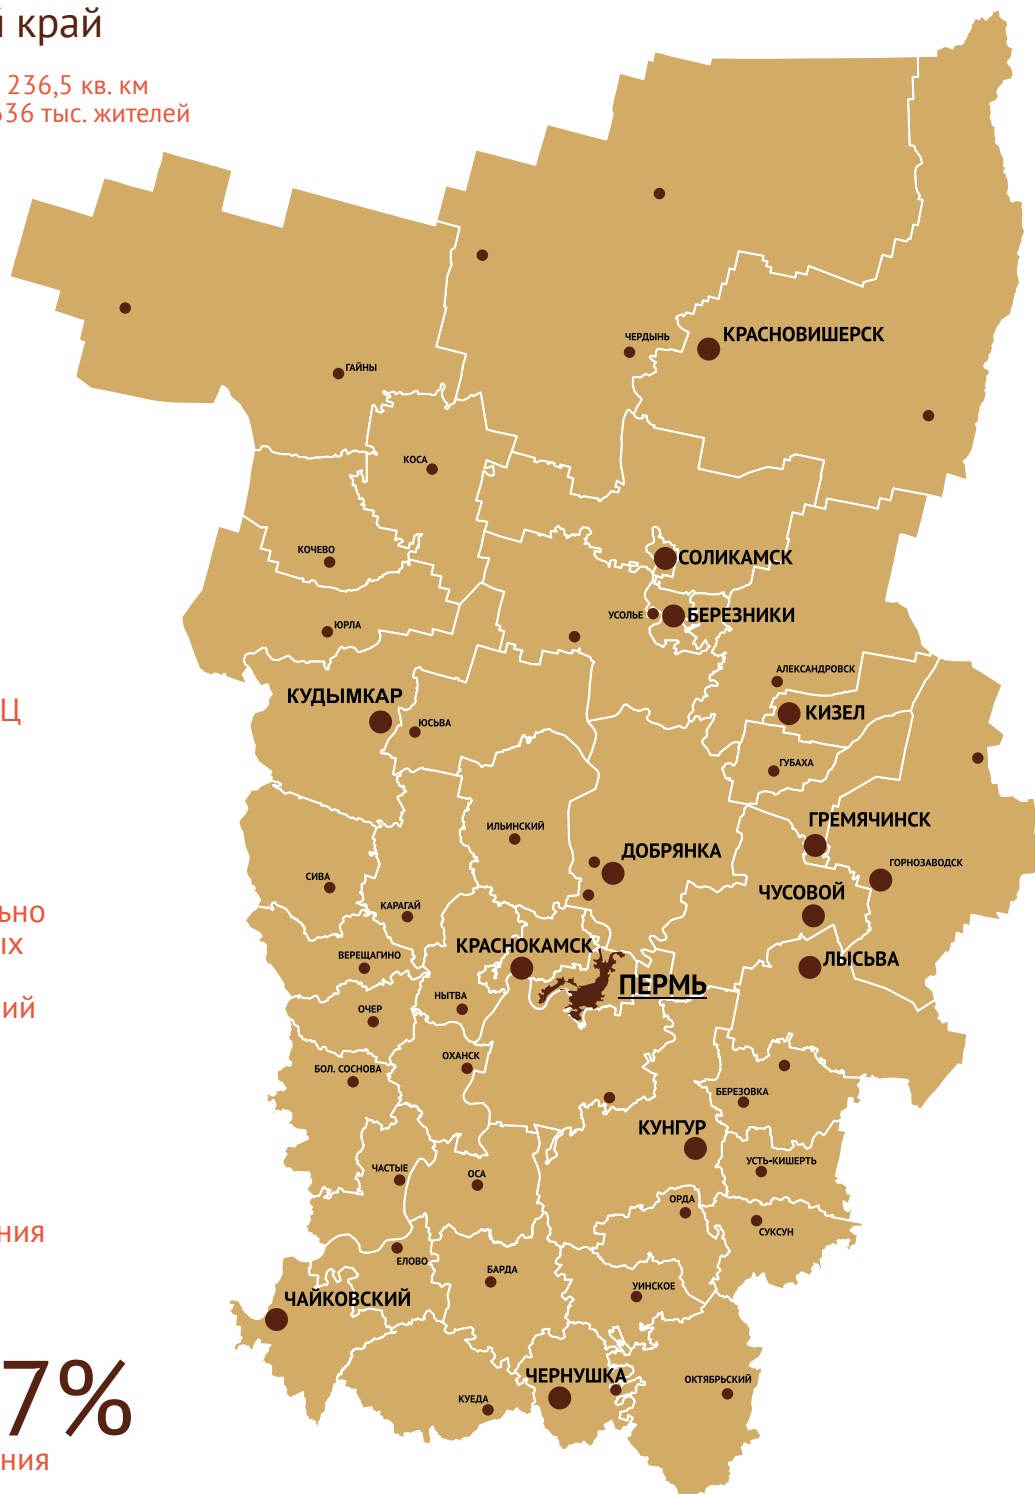 й край
236,5 кв. км
636 тыс. жителей
ЧЕРДЫНЬ
КРАСНОВИШЕРСК
ГАЙНЫ
КОСА
КОЧЕВО
СОЛИКАМСК
УСОЛЬЕ
БЕРЕЗНИКИ
ЮРЛА
АЛЕКСАНДРОВСК
КУДЫМКАР
Ц
КИЗЕЛ
ЮСЬВА
ГУБАХА
ГРЕМЯЧИНСК
ИЛЬИНСКИЙ
ДОБРЯНКА
ГОРНОЗАВОДСК
СИВА
ЧУСОВОЙ
КАРАГАЙ
ьно
ых
КРАСНОКАМСК
ВЕРЕЩАГИНО
ЛЫСЬВА
ПЕРМЬ
НЫТВА
ий
ОЧЕР
ОХАНСК
БОЛ. СОСНОВА
БЕРЕЗОВКА
КУНГУР
УСТЬ-КИШЕРТЬ
ЧАСТЫЕ
ОСА
ОРДА
ния
СУКСУН
ЕЛОВО
БАРДА
УИНСКОЕ
ЧАЙКОВСКИЙ
7%
ЧЕРНУШКА
ОКТЯБРЬСКИЙ
КУЕДА
ния